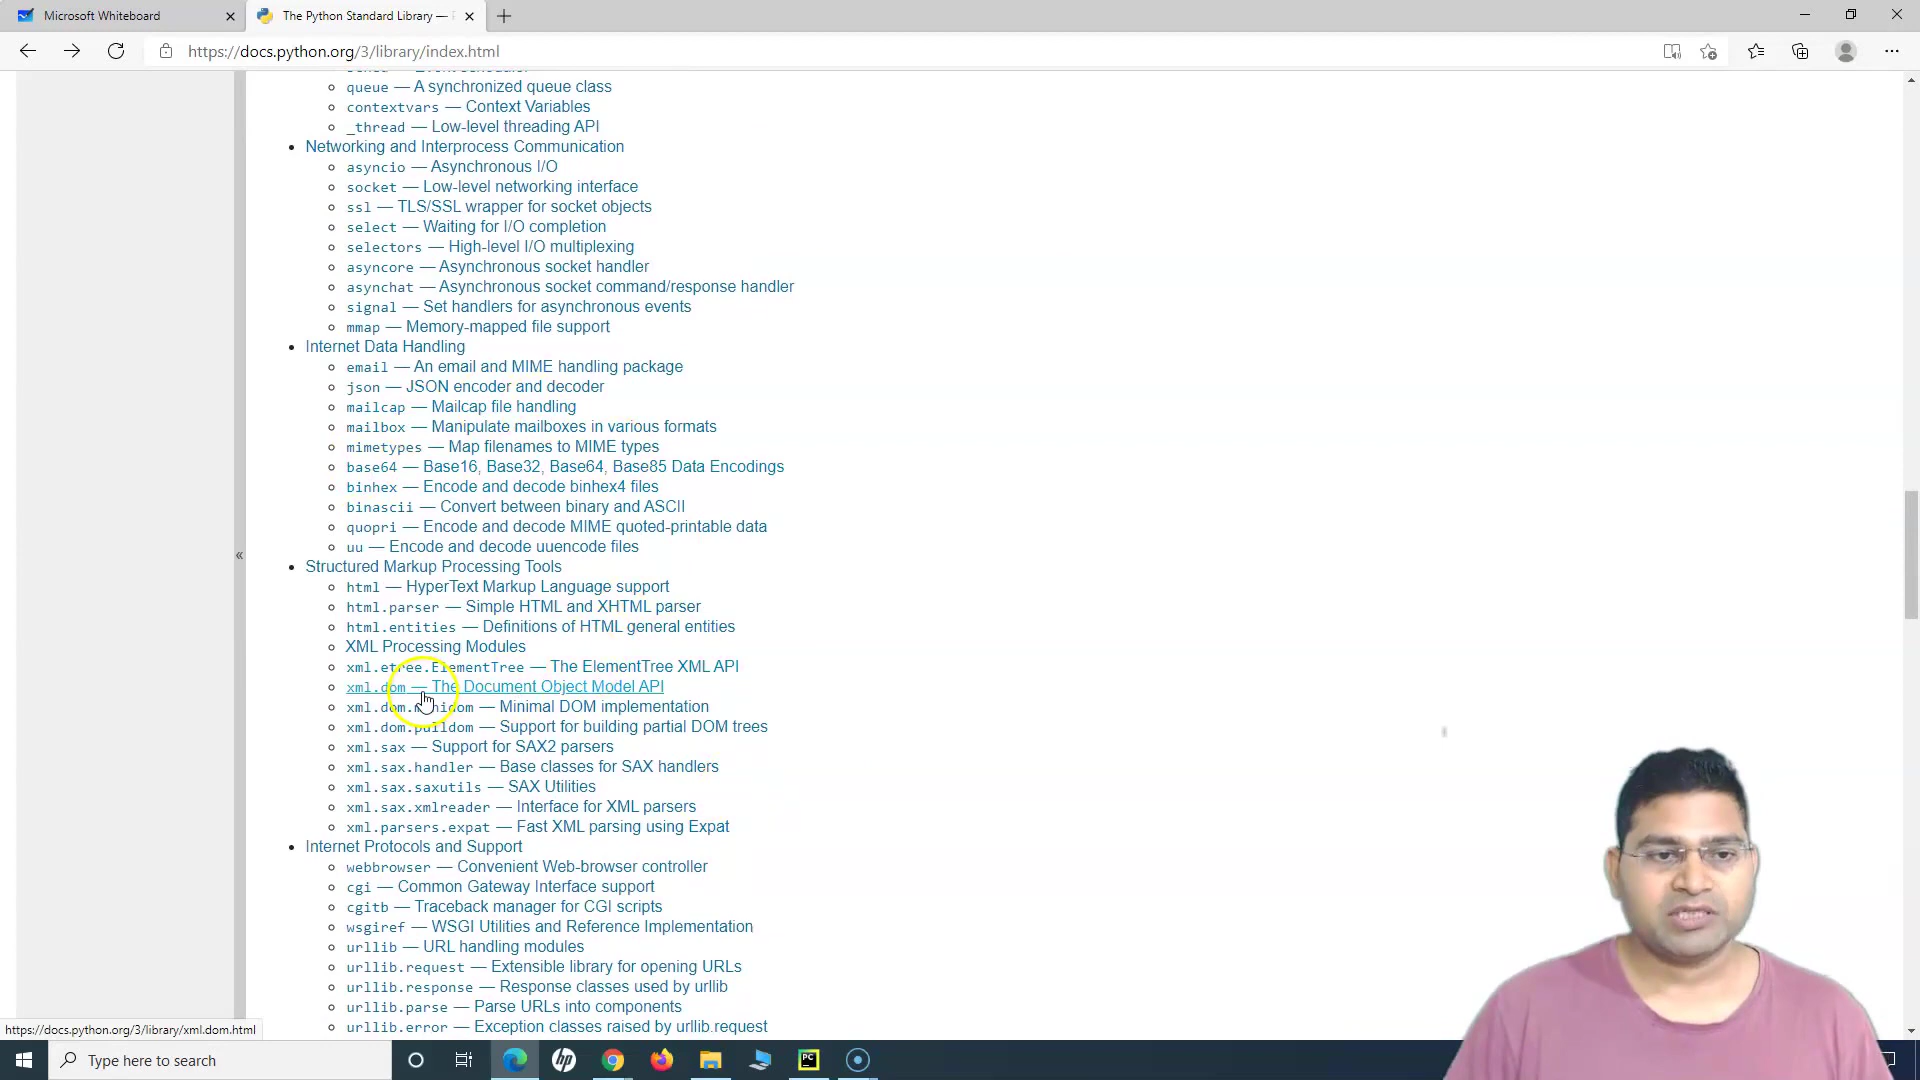 Microsoft Whiteboard
The Python Standard Library —
https://docs.python.org/3/library/index.html
queue — A synchronized queue class
contextvars — Context Variables
_thread — Low-level threading API
Networking and Interprocess Communication
asyncio — Asynchronous I/O
socket — Low-level networking interface
ssl — TLS/SSL wrapper for socket objects
select — Waiting for I/O completion
selectors — High-level I/O multiplexing
asyncore — Asynchronous socket handler
asynchat — Asynchronous socket command/response handler
signal — Set handlers for asynchronous events
mmap — Memory-mapped file support
Internet Data Handling
email — An email and MIME handling package
json — JSON encoder and decoder
mailcap — Mailcap file handling
mailbox — Manipulate mailboxes in various formats
mimetypes — Map filenames to MIME types
base64 — Base16, Base32, Base64, Base85 Data Encodings
binhex — Encode and decode binhex4 files
binascii — Convert between binary and ASCII
quopri — Encode and decode MIME quoted-printable data
uu — Encode and decode uuencode files
«
Structured Markup Processing Tools
html — HyperText Markup Language support
html.parser — Simple HTML and XHTML parser
html.entities — Definitions of HTML general entities
XML Processing Modules
xml.etree.ElementTree — The ElementTree XML API
xml.dom — The Document Object Model API
xml.dom.minidom — Minimal DOM implementation
xml.dom.pulldom — Support for building partial DOM trees
xml.sax — Support for SAX2 parsers
xml.sax.handler — Base classes for SAX handlers
xml.sax.saxutils — SAX Utilities
xml.sax.xmlreader — Interface for XML parsers
xml.parsers.expat — Fast XML parsing using Expat
Internet Protocols and Support
webbrowser — Convenient Web-browser controller
cgi — Common Gateway Interface support
cgitb — Traceback manager for CGI scripts
wsgiref — WSGI Utilities and Reference Implementation
urllib — URL handling modules
urllib.request — Extensible library for opening URLs
urllib.response — Response classes used by urllib
urllib.parse — Parse URLs into components
urllib.error — Exception classes raised by urllib.request
https://docs.python.org/3/library/xml.dom.html
Type here to search
hp
PC